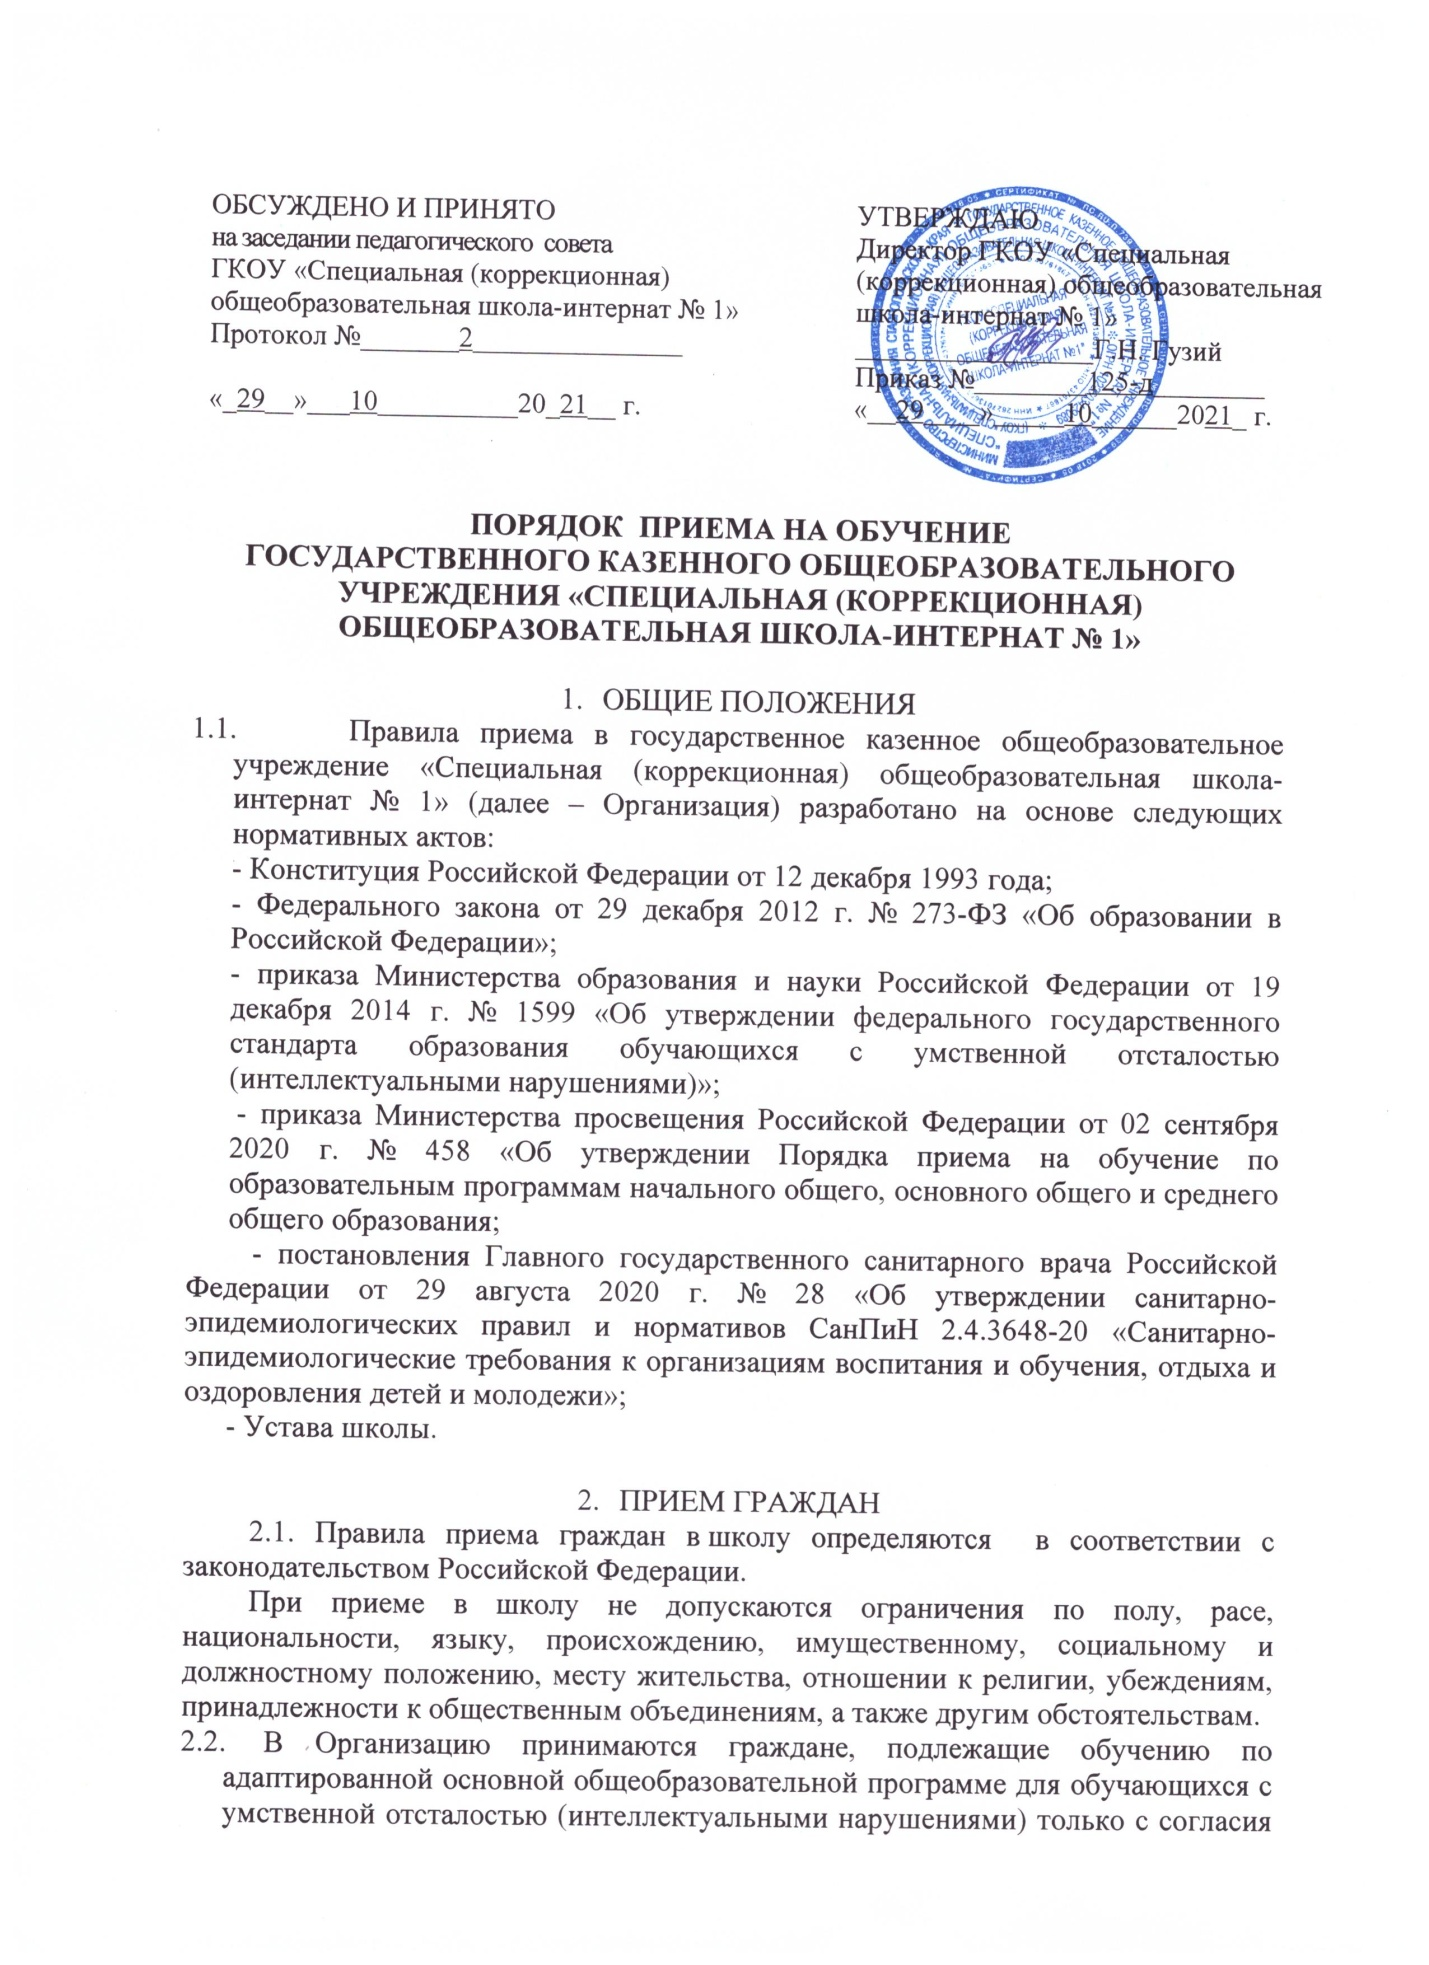 ОБСУЖДЕНО И ПРИНЯТО
на заседании педагогического совета
ГКОУ «Специальная (коррекционная)
общеобразовательная школа-интернат № 1»
Протокол №_______2_______________
«_29__»___10__________20_21__ г.
УТВЕРЖДАЮ
Директор ГКОУ «Специальная
(коррекционная) общеобразовательная
школа-интернат № 1»
_________________Г.Н. Рузий
Приказ №________125-д________
«__29____»_____10______2021_ г.
СПЕЦИАЛЬНАЯ
(КОРРЕКЦИОННАЯ)
ОБЩЕОБРАЗОВАТЕЛЬНАЯ
ШКОЛА-ИНТЕРНАТ №1"
ПОРЯДОК ПРИЕМА НА ОБУЧЕНИЕ
ГОСУДАРСТВЕННОГО КАЗЕННОГО ОБЩЕОБРАЗОВАТЕЛЬНОГО
УЧРЕЖДЕНИЯ «СПЕЦИАЛЬНАЯ (КОРРЕКЦИОННАЯ)
ОБЩЕОБРАЗОВАТЕЛЬНАЯ ШКОЛА-ИНТЕРНАТ № 1»
1. ОБЩИЕ ПОЛОЖЕНИЯ
1.1. Правила приема в государственное казенное общеобразовательное
учреждение «Специальная (коррекционная) общеобразовательная школа-
интернат № 1» (далее – Организация) разработано на основе следующих
нормативных актов:
- Конституция Российской Федерации от 12 декабря 1993 года;
- Федерального закона от 29 декабря 2012 г. № 273-ФЗ «Об образовании в
Российской Федерации»;
- приказа Министерства образования и науки Российской Федерации от 19
декабря 2014 г. № 1599 «Об утверждении федерального государственного
стандарта образования обучающихся с умственной отсталостью
(интеллектуальными нарушениями)»;
- приказа Министерства просвещения Российской Федерации от 02 сентября
2020 г. № 458 «Об утверждении Порядка приема на обучение по
образовательным программам начального общего, основного общего и среднего
общего образования;
- постановления Главного государственного санитарного врача Российской
Федерации от 29 августа 2020 г. № 28 «Об утверждении санитарно-
эпидемиологических правил и нормативов СанПиН 2.4.3648-20 «Санитарно-
эпидемиологические требования к организациям воспитания и обучения, отдыха и
оздоровления детей и молодежи»;
- Устава школы.
2. ПРИЕМ ГРАЖДАН
2.1. Правила приема граждан в школу определяются в соответствии с
законодательством Российской Федерации.
При приеме в школу не допускаются ограничения по полу, расе,
национальности, языку, происхождению, имущественному, социальному и
должностному положению, месту жительства, отношении к религии, убеждениям,
принадлежности к общественным объединениям, а также другим обстоятельствам.
2.2. В Организацию принимаются граждане, подлежащие обучению по
адаптированной основной общеобразовательной программе для обучающихся с
умственной отсталостью (интеллектуальными нарушениями) только с согласия